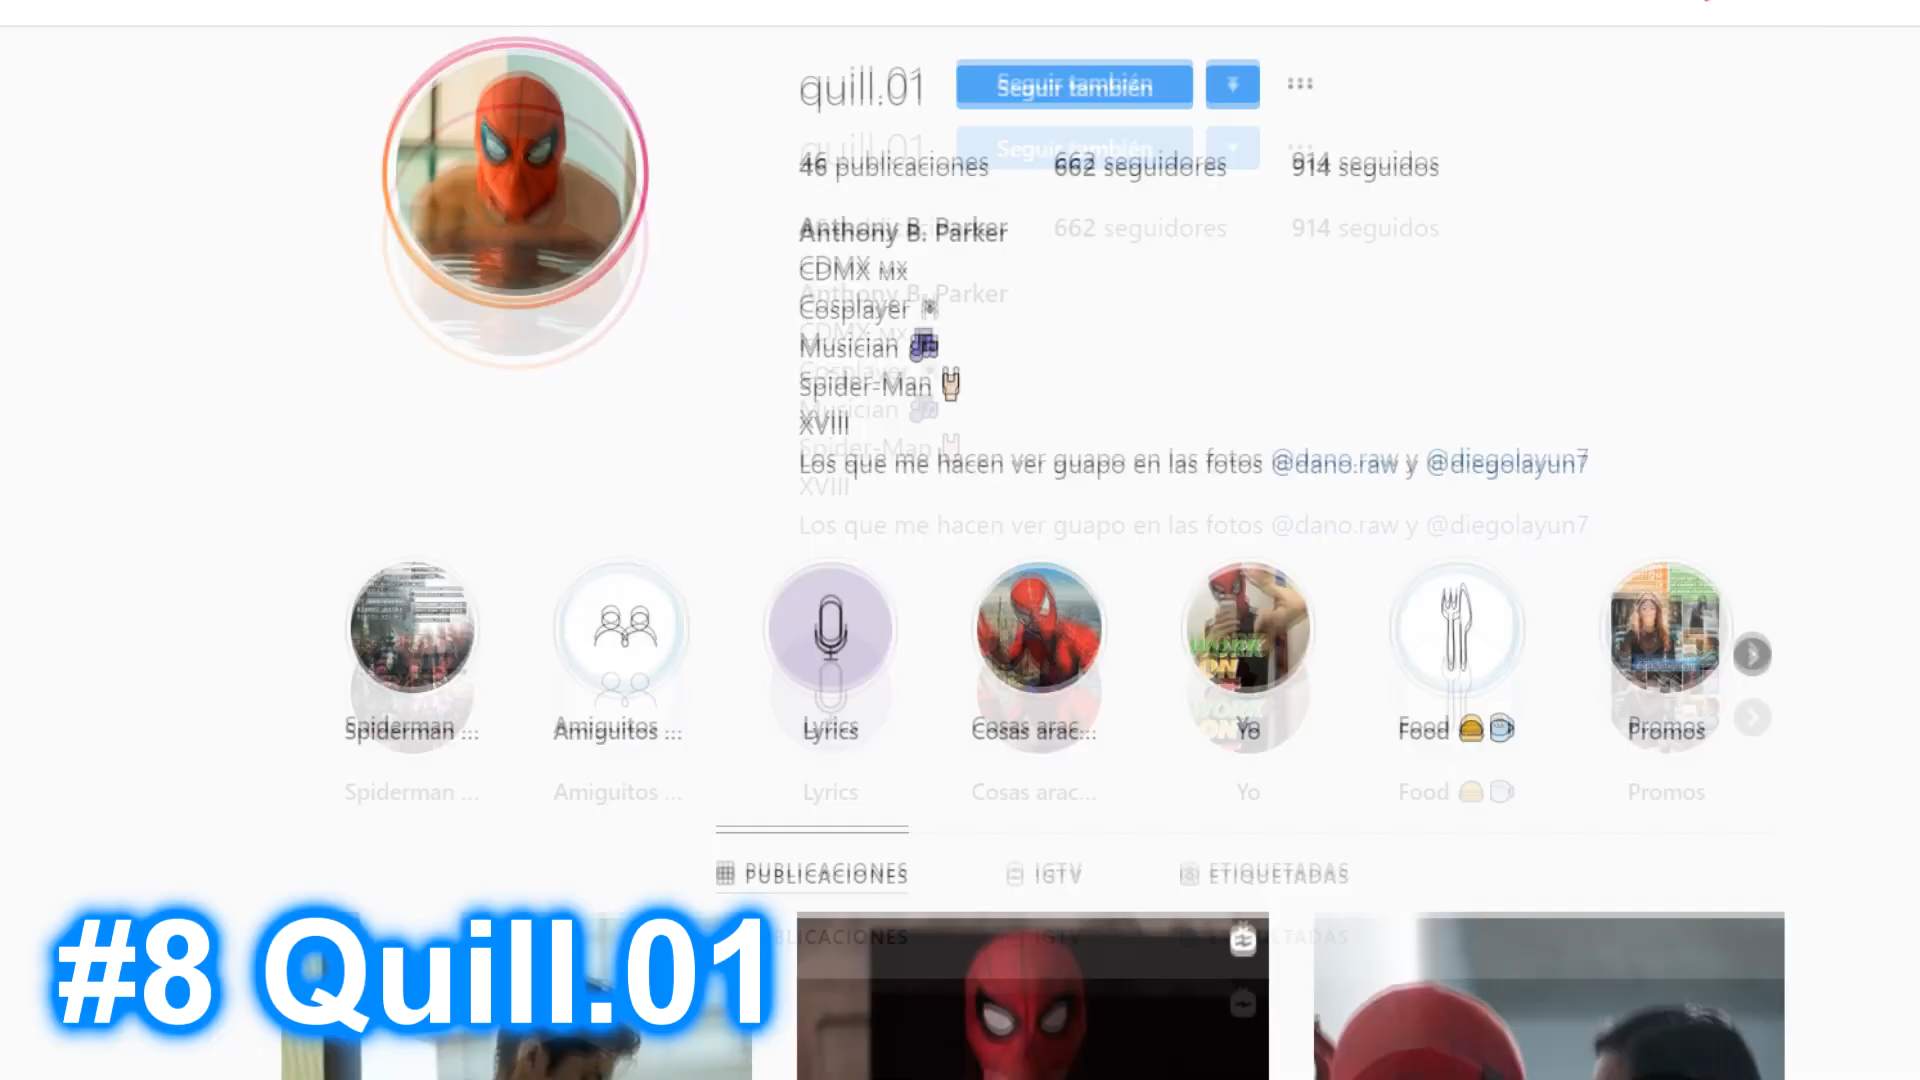 quill.01 Seguir también
46 publicaciones 662 seguidores 914 seguidos
Anthony B. Parker
CDMX MX
Cosplayer
Musician
Spider-Man
XVIII
Los que me hacen ver guapo en las fotos @dano.raw y @diegolayun7
Spiderman ... Amiguitos ... Lyrics Cosas arac... Yo Food Promos
PUBLICACIONES IGTV ETIQUETADAS
#8 Quill.01